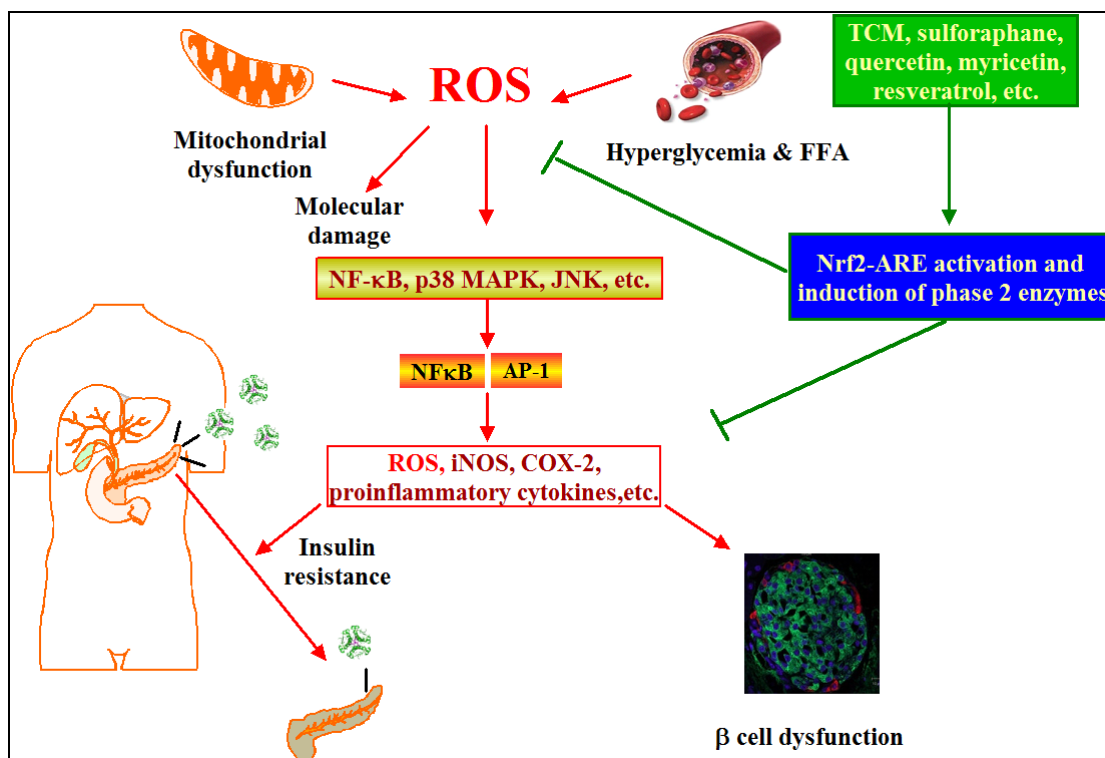 TCM, sulforaphane,
quercetin, myricetin,
resveratrol, etc.
ROS
Mitochondrial
dysfunction
Hyperglycemia & FFA
Molecular
damage
Nrf2-ARE activation and
induction of phase 2 enzymes
NF-κB, p38 MAPK, JNK, etc.
NFκB
AP-1
ROS, iNOS, COX-2,
proinflammatory cytokines,etc.
Insulin
resistance
β cell dysfunction